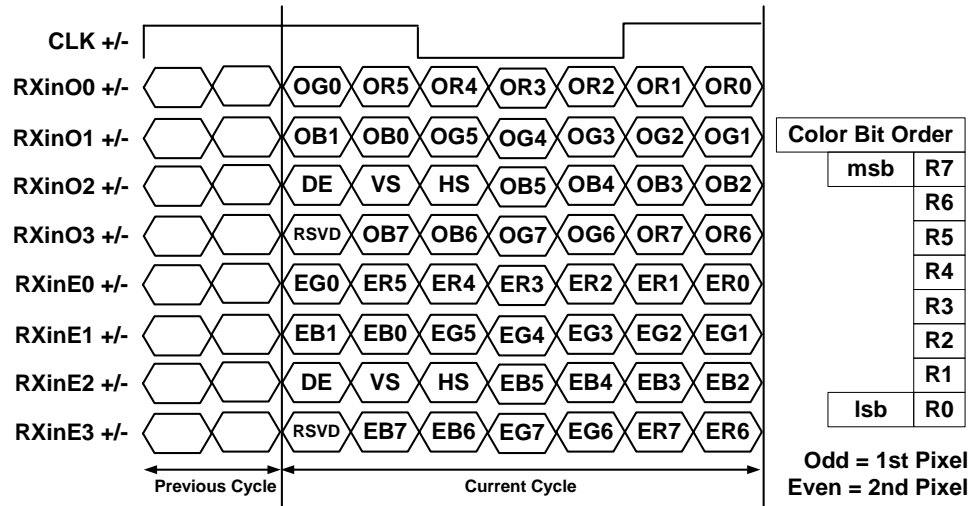 CLK +/-
RXinO0 +/- OG0 OR5 OR4 OR3 OR2 OR1 OR0
RXinO1 +/- OB1 OB0 OG5 OG4 OG3 OG2 OG1
RXinO2 +/- DE VS HS OB5 OB4 OB3 OB2
RXinO3 +/- RSVD OB7 OB6 OG7 OG6 OR7 OR6
RXinE0 +/- EG0 ER5 ER4 ER3 ER2 ER1 ER0
RXinE1 +/- EB1 EB0 EG5 EG4 EG3 EG2 EG1
RXinE2 +/- DE VS HS EB5 EB4 EB3 EB2
RXinE3 +/- RSVD EB7 EB6 EG7 EG6 ER7 ER6
Previous Cycle Current Cycle
Color Bit Order
msb R7
R6
R5
R4
R3
R2
R1
lsb R0
Odd = 1st Pixel
Even = 2nd Pixel